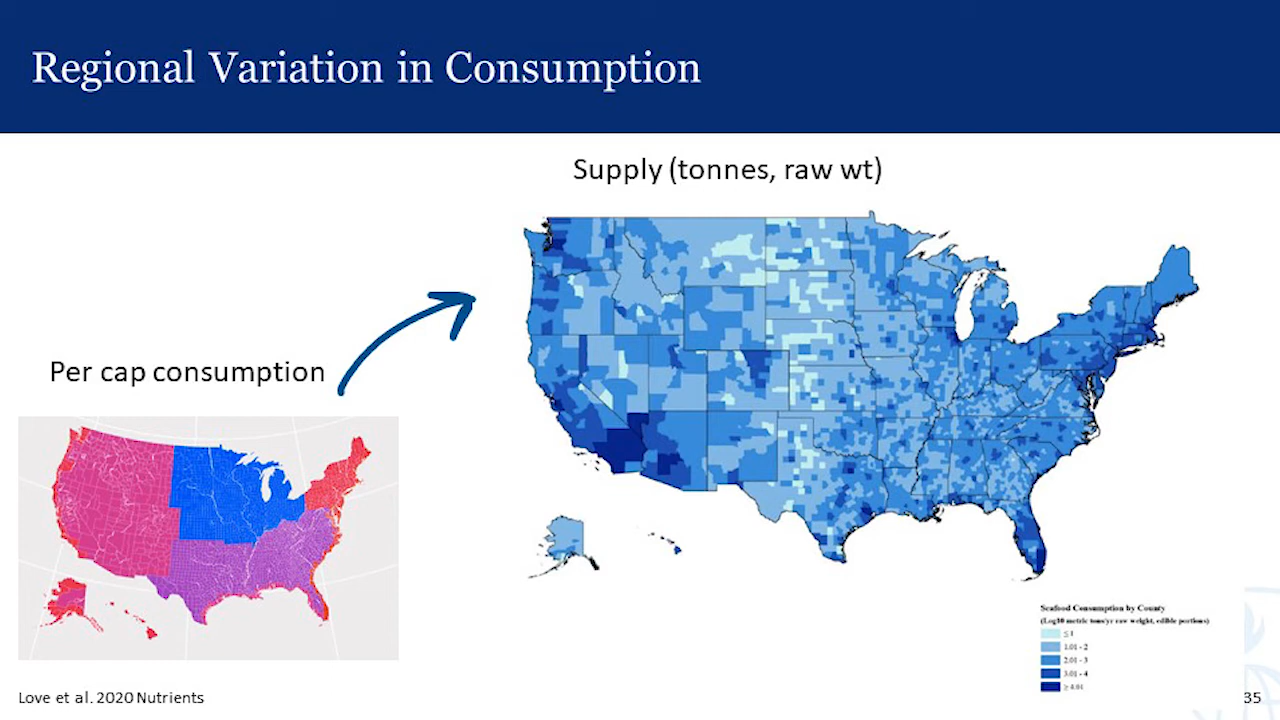 Regional Variation in Consumption
Supply (tonnes, raw wt)
Per cap consumption
Seafood Consumption by County
(Log10 metric tons/yr raw weight, edible portions)
≤ 1
1.01 - 2
2.01 - 3
3.01 - 4
≥ 4.01
Love et al. 2020 Nutrients
35